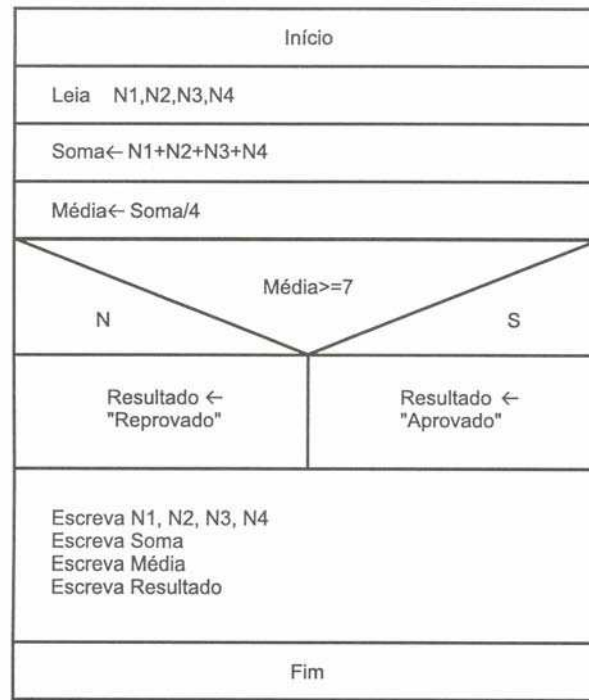 Início
Leia N1,N2,N3,N4
Soma← N1+N2+N3+N4
Média← Soma/4
Média>=7
N
S
Resultado ←
"Reprovado"
Resultado ←
"Aprovado"
Escreva N1, N2, N3, N4
Escreva Soma
Escreva Média
Escreva Resultado
Fim